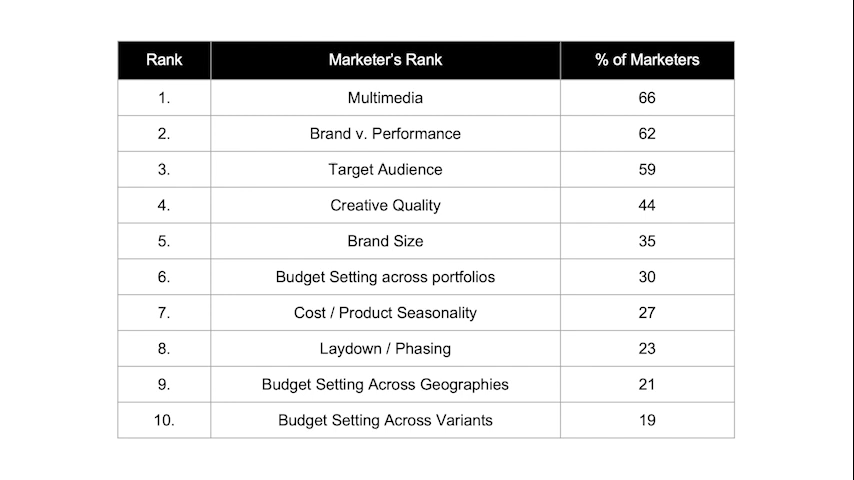 Rank Marketer's Rank % of Marketers
1. Multimedia 66
2. Brand v. Performance 62
3. Target Audience 59
4. Creative Quality 44
5. Brand Size 35
6. Budget Setting across portfolios 30
7. Cost / Product Seasonality 27
8. Laydown / Phasing 23
9. Budget Setting Across Geographies 21
10. Budget Setting Across Variants 19